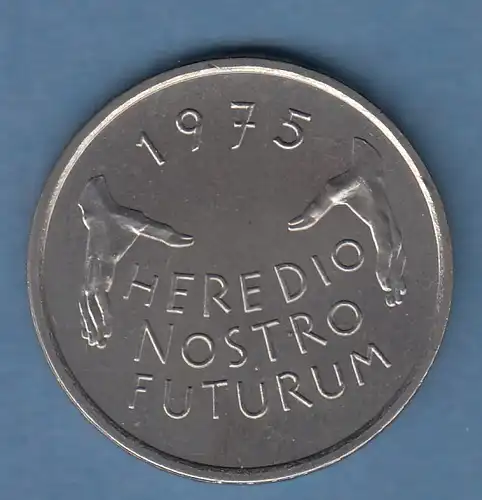 1975
HEREDIO
NOSTRO
FUTURUM